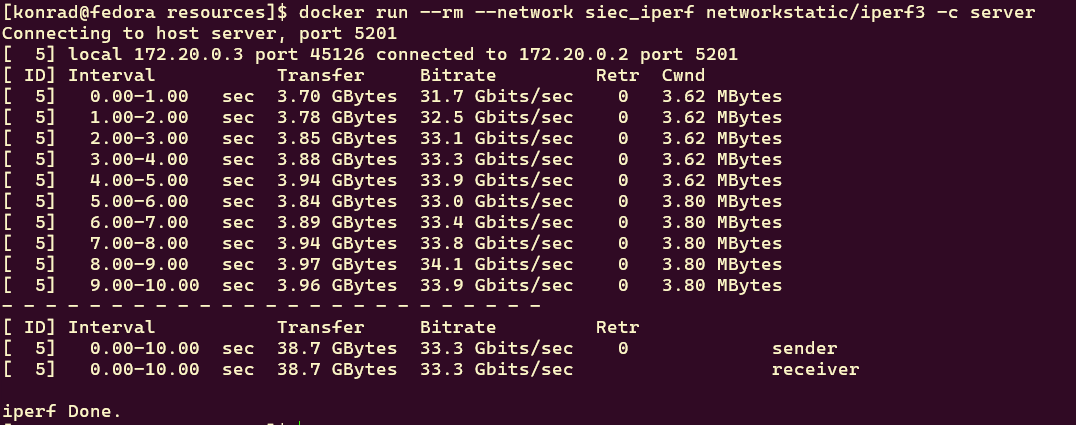 [konrad@fedora resources]$ docker run --rm --network siec_iperf networkstatic/iperf3 -c server
Connecting to host server, port 5201
[  5] local 172.20.0.3 port 45126 connected to 172.20.0.2 port 5201
[ ID] Interval           Transfer     Bitrate         Retr  Cwnd
[  5]   0.00-1.00   sec  3.70 GBytes  31.7 Gbits/sec    0   3.62 MBytes
[  5]   1.00-2.00   sec  3.78 GBytes  32.5 Gbits/sec    0   3.62 MBytes
[  5]   2.00-3.00   sec  3.85 GBytes  33.1 Gbits/sec    0   3.62 MBytes
[  5]   3.00-4.00   sec  3.88 GBytes  33.3 Gbits/sec    0   3.62 MBytes
[  5]   4.00-5.00   sec  3.94 GBytes  33.9 Gbits/sec    0   3.62 MBytes
[  5]   5.00-6.00   sec  3.84 GBytes  33.0 Gbits/sec    0   3.80 MBytes
[  5]   6.00-7.00   sec  3.89 GBytes  33.4 Gbits/sec    0   3.80 MBytes
[  5]   7.00-8.00   sec  3.94 GBytes  33.8 Gbits/sec    0   3.80 MBytes
[  5]   8.00-9.00   sec  3.97 GBytes  34.1 Gbits/sec    0   3.80 MBytes
[  5]   9.00-10.00  sec  3.96 GBytes  33.9 Gbits/sec    0   3.80 MBytes
- - - - - - - - - - - - - - - - - - - - - - - - -
[ ID] Interval           Transfer     Bitrate         Retr
[  5]   0.00-10.00  sec  38.7 GBytes  33.3 Gbits/sec    0             sender
[  5]   0.00-10.00  sec  38.7 GBytes  33.3 Gbits/sec                  receiver
iperf Done.